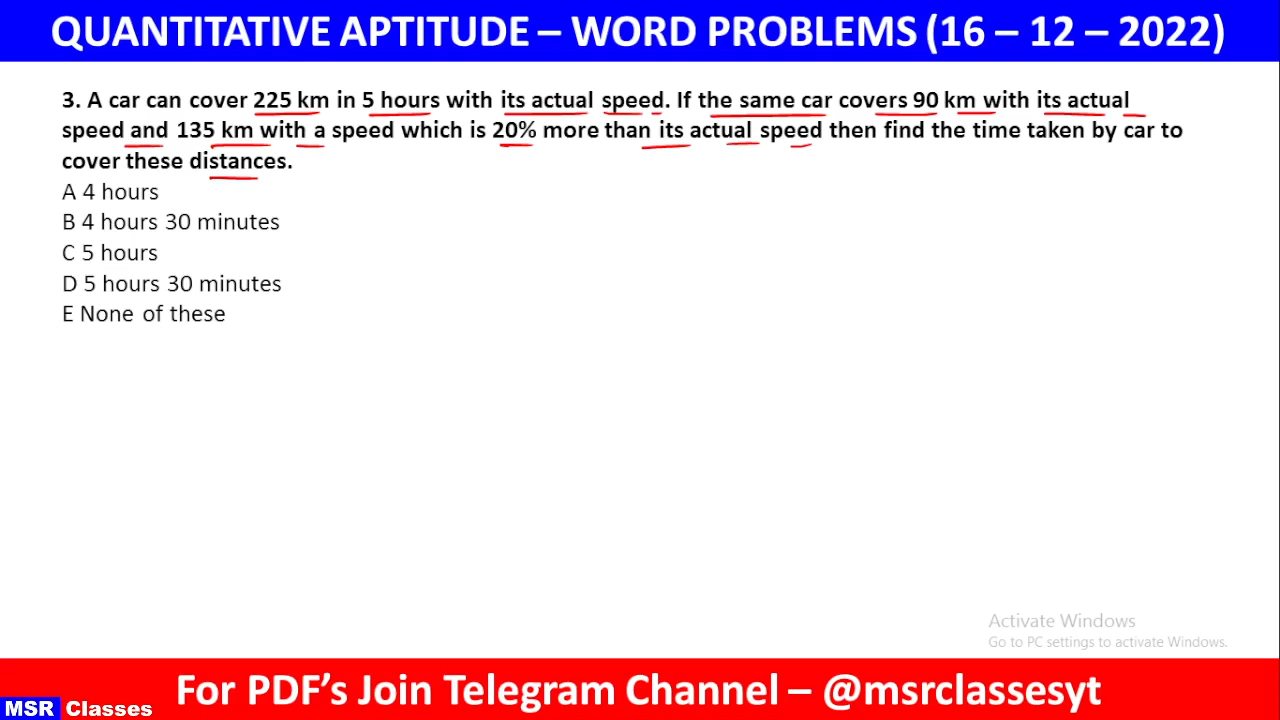 QUANTITATIVE APTITUDE – WORD PROBLEMS (16 – 12 – 2022)
3. A car can cover 225 km in 5 hours with its actual speed. If the same car covers 90 km with its actual
speed and 135 km with a speed which is 20% more than its actual speed then find the time taken by car to
cover these distances.
A 4 hours
B 4 hours 30 minutes
C 5 hours
D 5 hours 30 minutes
E None of these
Activate Windows
Go to PC settings to activate Windows.
For PDF’s Join Telegram Channel – @msrclassesyt
MSR Classes